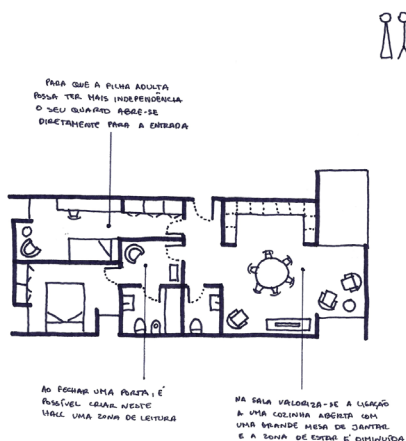 PARA QUE A FILHA ADULTA
POSSA TER MAIS INDEPENDÊNCIA
O SEU QUARTO ABRE-SE
DIRETAMENTE PARA A ENTRADA
AO FECHAR UMA PORTA, É
POSSÍVEL CRIAR NESTE
HALL UMA ZONA DE LEITURA
NA SALA VALORIZA-SE A LIGAÇÃO
A UMA COZINHA ABERTA COM
UMA GRANDE MESA DE JANTAR
E A ZONA DE ESTAR É DIMINUÍDA